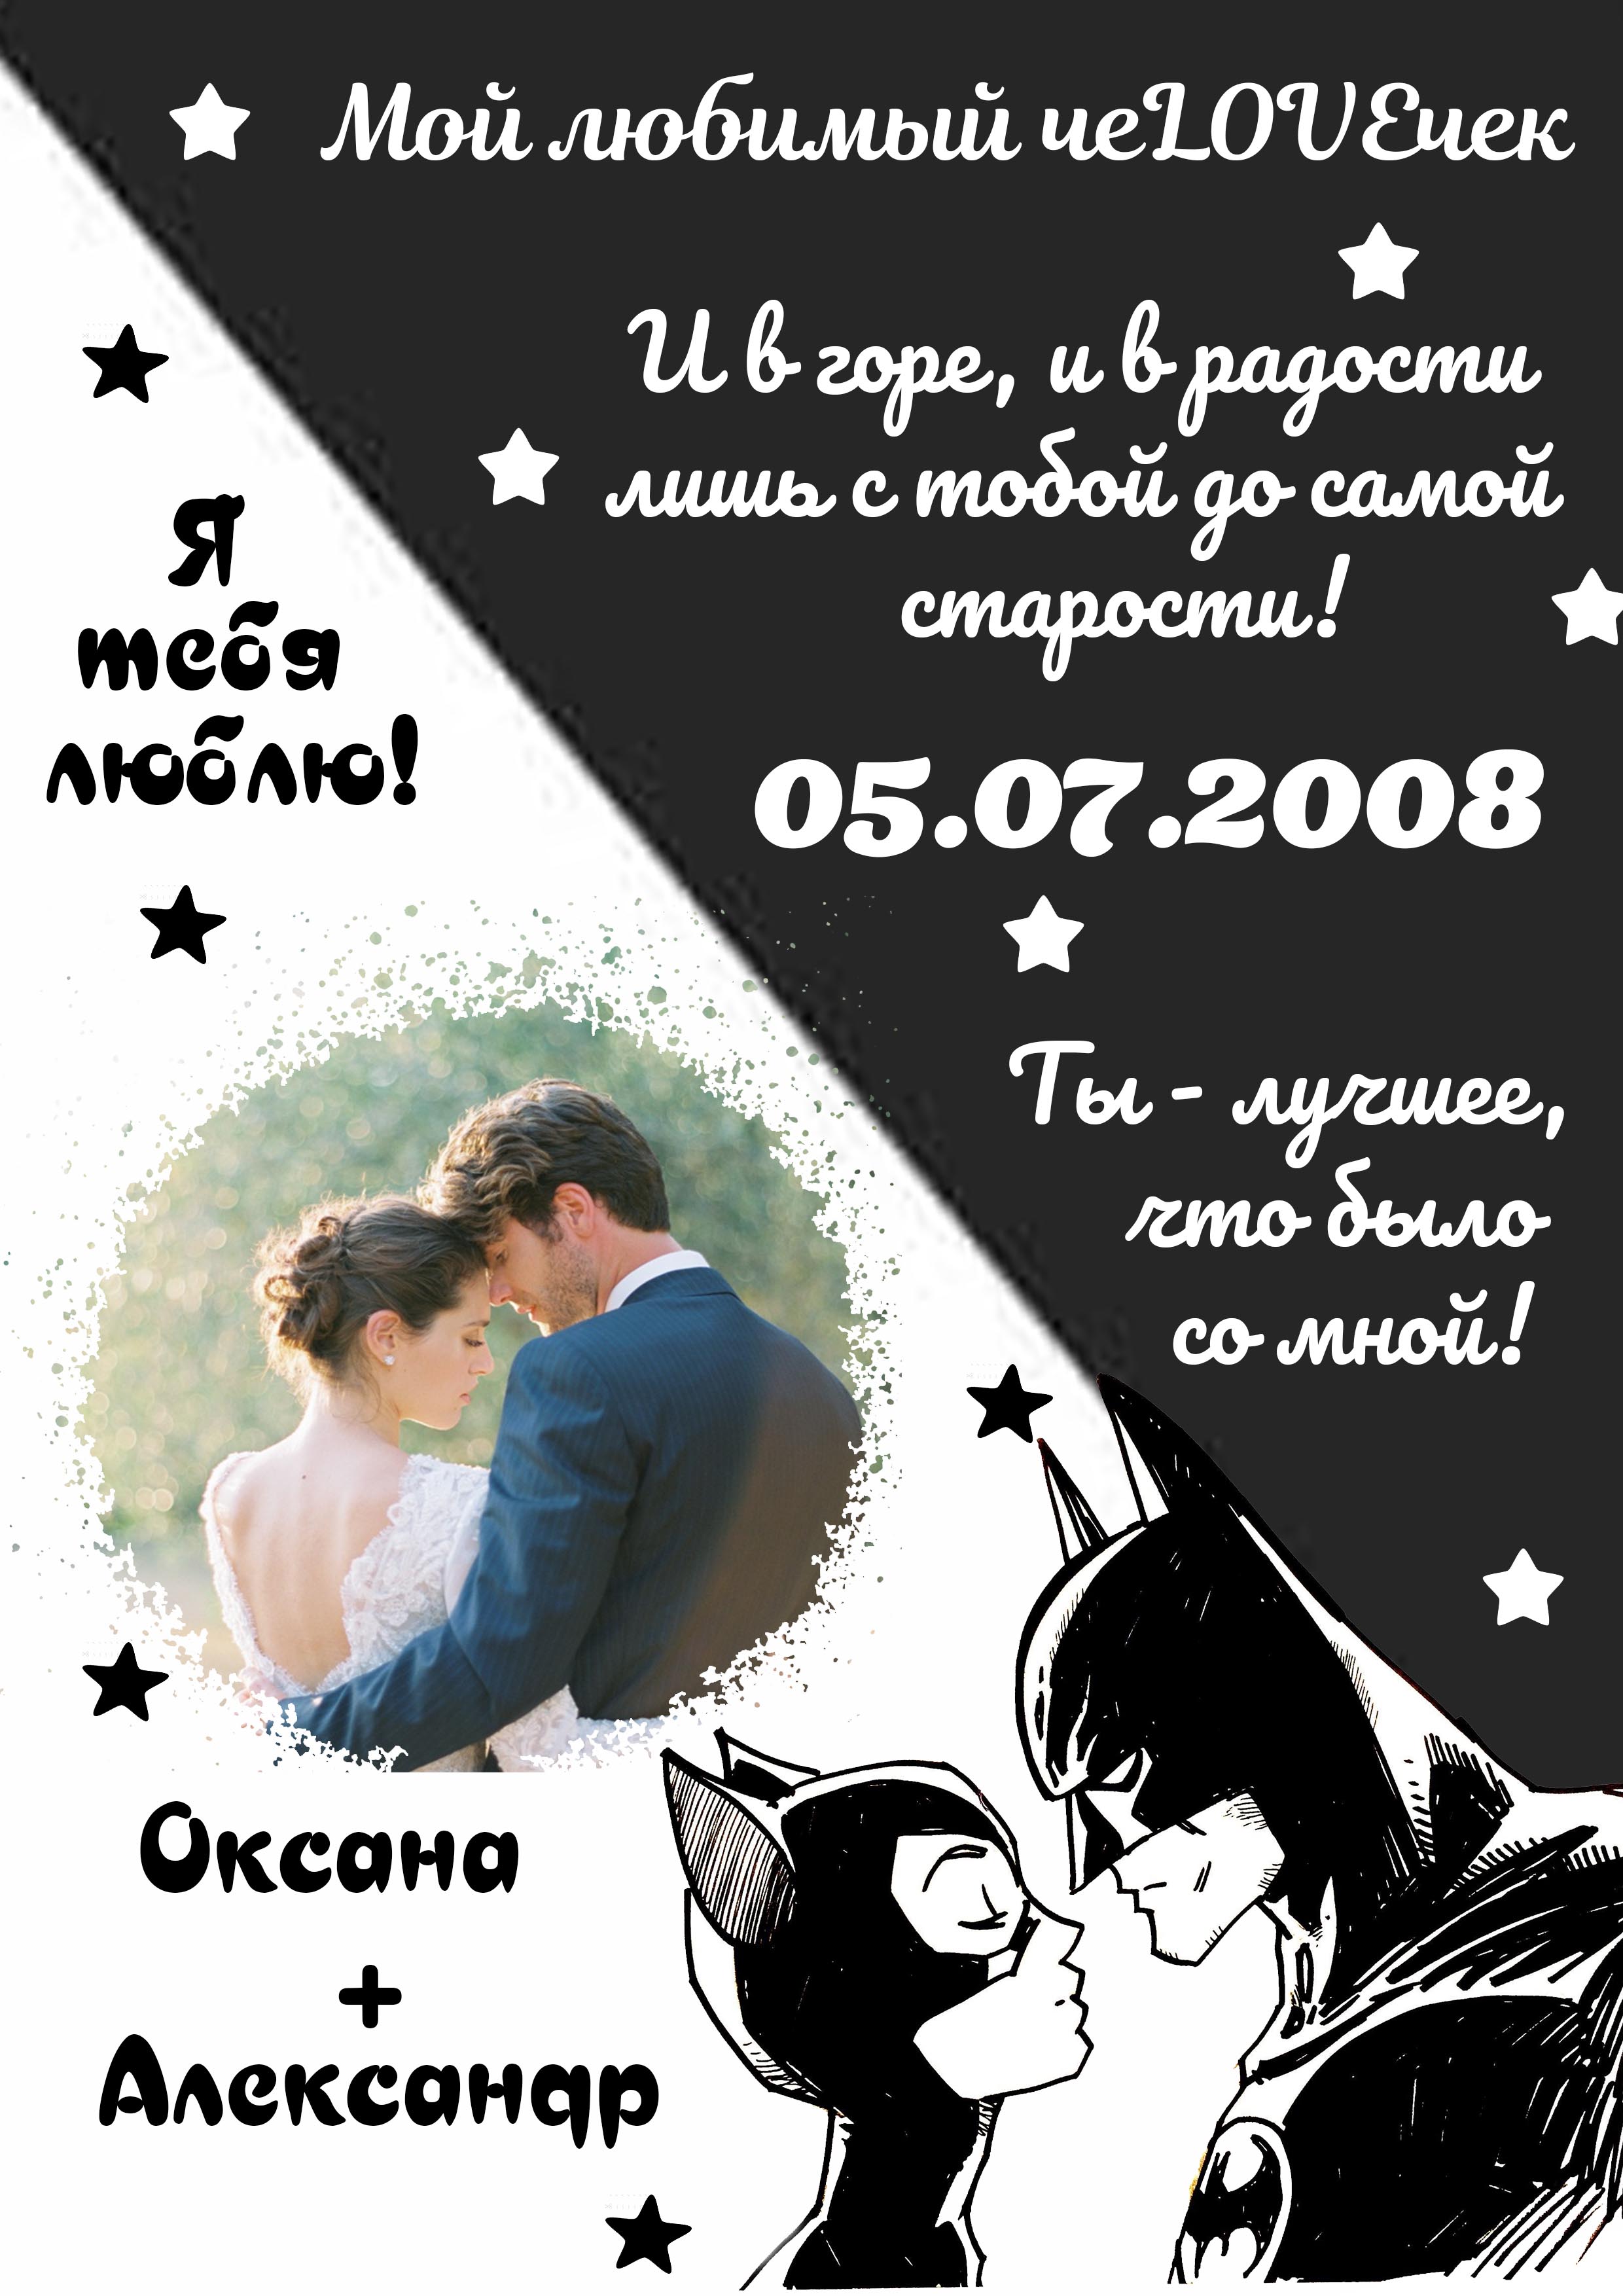 Мой любимый чеLOVEчек
И в горе, и в радости
лишь с тобой до самой
старости!
Я
тебя
люблю!
05.07.2008
Ты - лучшее,
что было
со мной!
Оксана
+
Александр